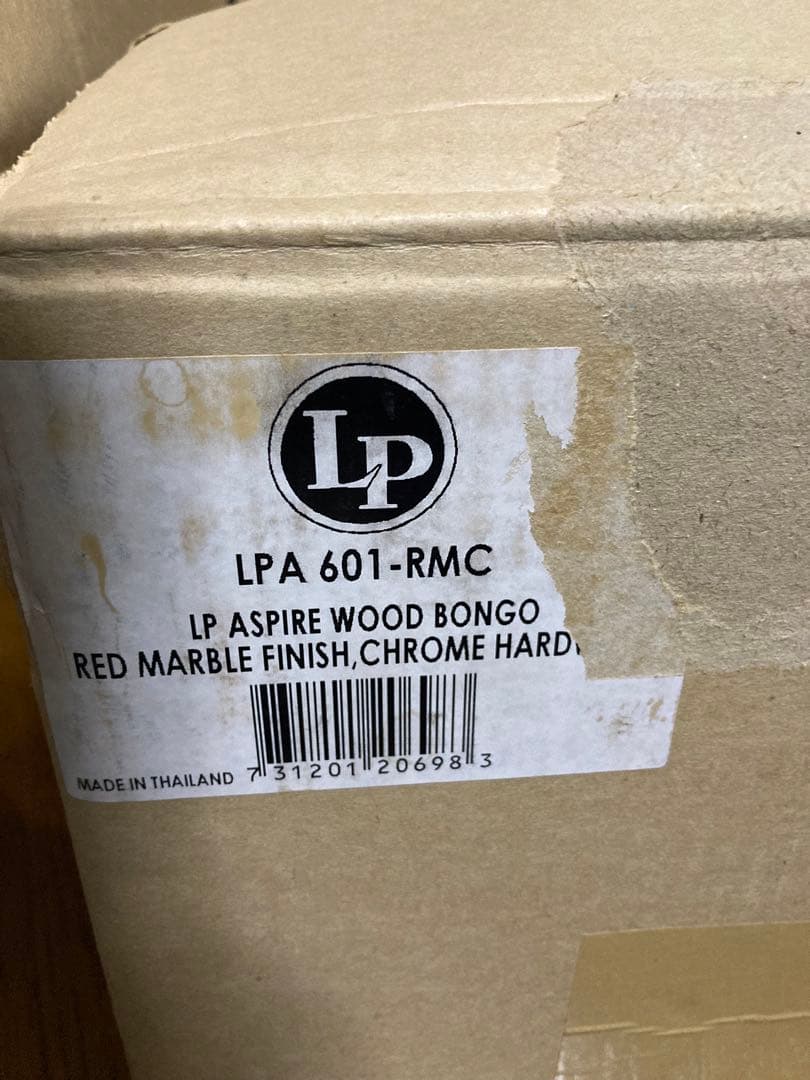 LP
LPA 601-RMC
LP ASPIRE WOOD BONGO
RED MARBLE FINISH,CHROME
MADE IN THAILAND 7 31201 20698 3